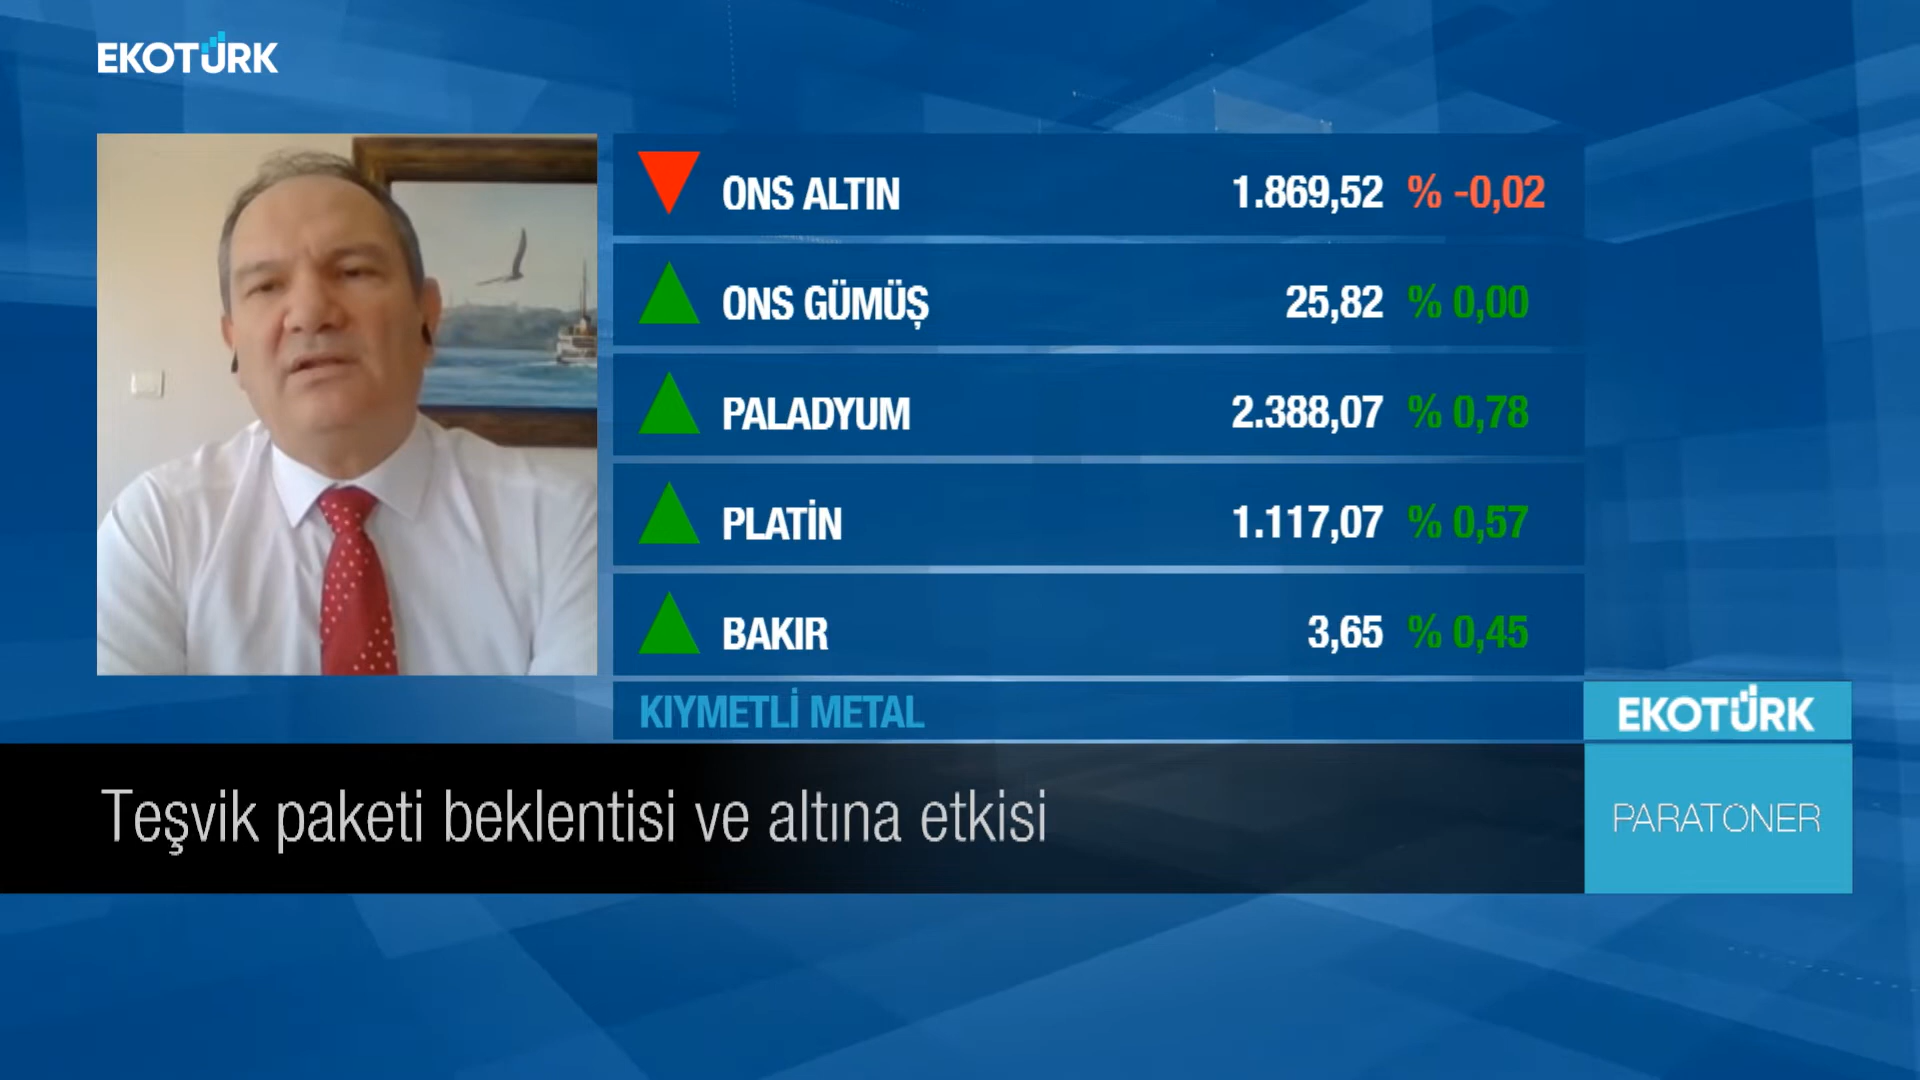 EKOTÜRK
ONS ALTIN 1.869,52 % -0,02
ONS GÜMÜŞ 25,82 % 0,00
PALADYUM 2.388,07 % 0,78
PLATİN 1.117,07 % 0,57
BAKIR 3,65 % 0,45
KIYMETLİ METAL
EKOTÜRK
Teşvik paketi beklentisi ve altına etkisi
PARATONER